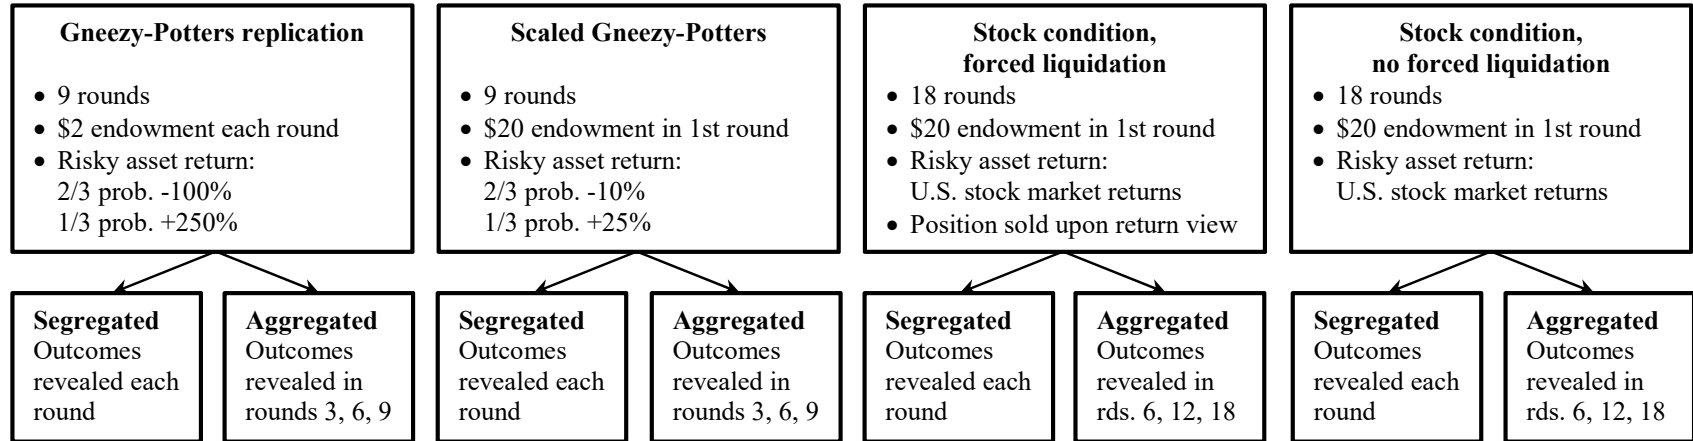 Gneezy-Potters replication
• 9 rounds
• $2 endowment each round
• Risky asset return:
2/3 prob. -100%
1/3 prob. +250%
Scaled Gneezy-Potters
• 9 rounds
• $20 endowment in 1st round
• Risky asset return:
2/3 prob. -10%
1/3 prob. +25%
Stock condition,
forced liquidation
• 18 rounds
• $20 endowment in 1st round
• Risky asset return:
U.S. stock market returns
• Position sold upon return view
Stock condition,
no forced liquidation
• 18 rounds
• $20 endowment in 1st round
• Risky asset return:
U.S. stock market returns
Segregated
Outcomes
revealed each
round
Aggregated
Outcomes
revealed in
rounds 3, 6, 9
Segregated
Outcomes
revealed each
round
Aggregated
Outcomes
revealed in
rounds 3, 6, 9
Segregated
Outcomes
revealed each
round
Aggregated
Outcomes
revealed in
rds. 6, 12, 18
Segregated
Outcomes
revealed each
round
Aggregated
Outcomes
revealed in
rds. 6, 12, 18